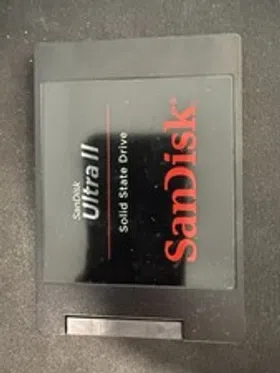 SanDisk
Ultra II
Solid State Drive
SanDisk